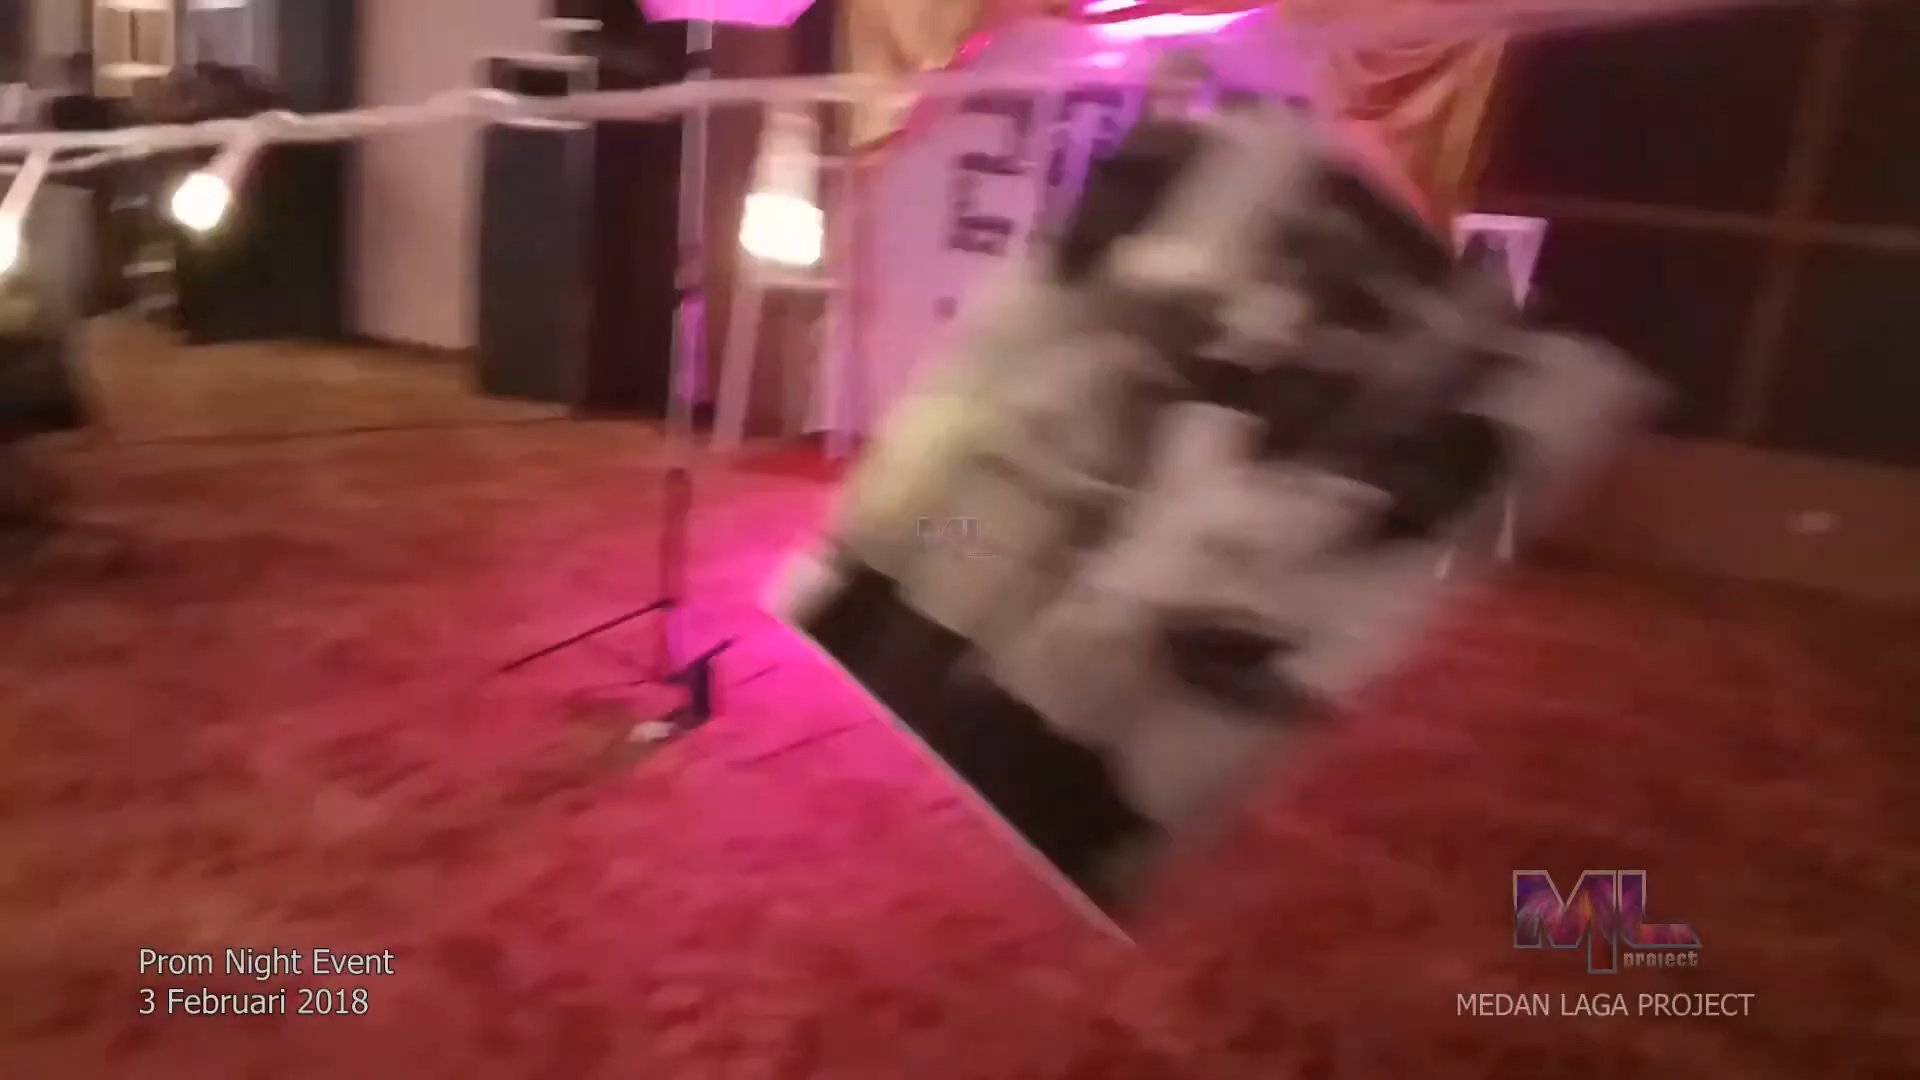 Prom Night Event
3 Februari 2018
ML
project
MEDAN LAGA PROJECT